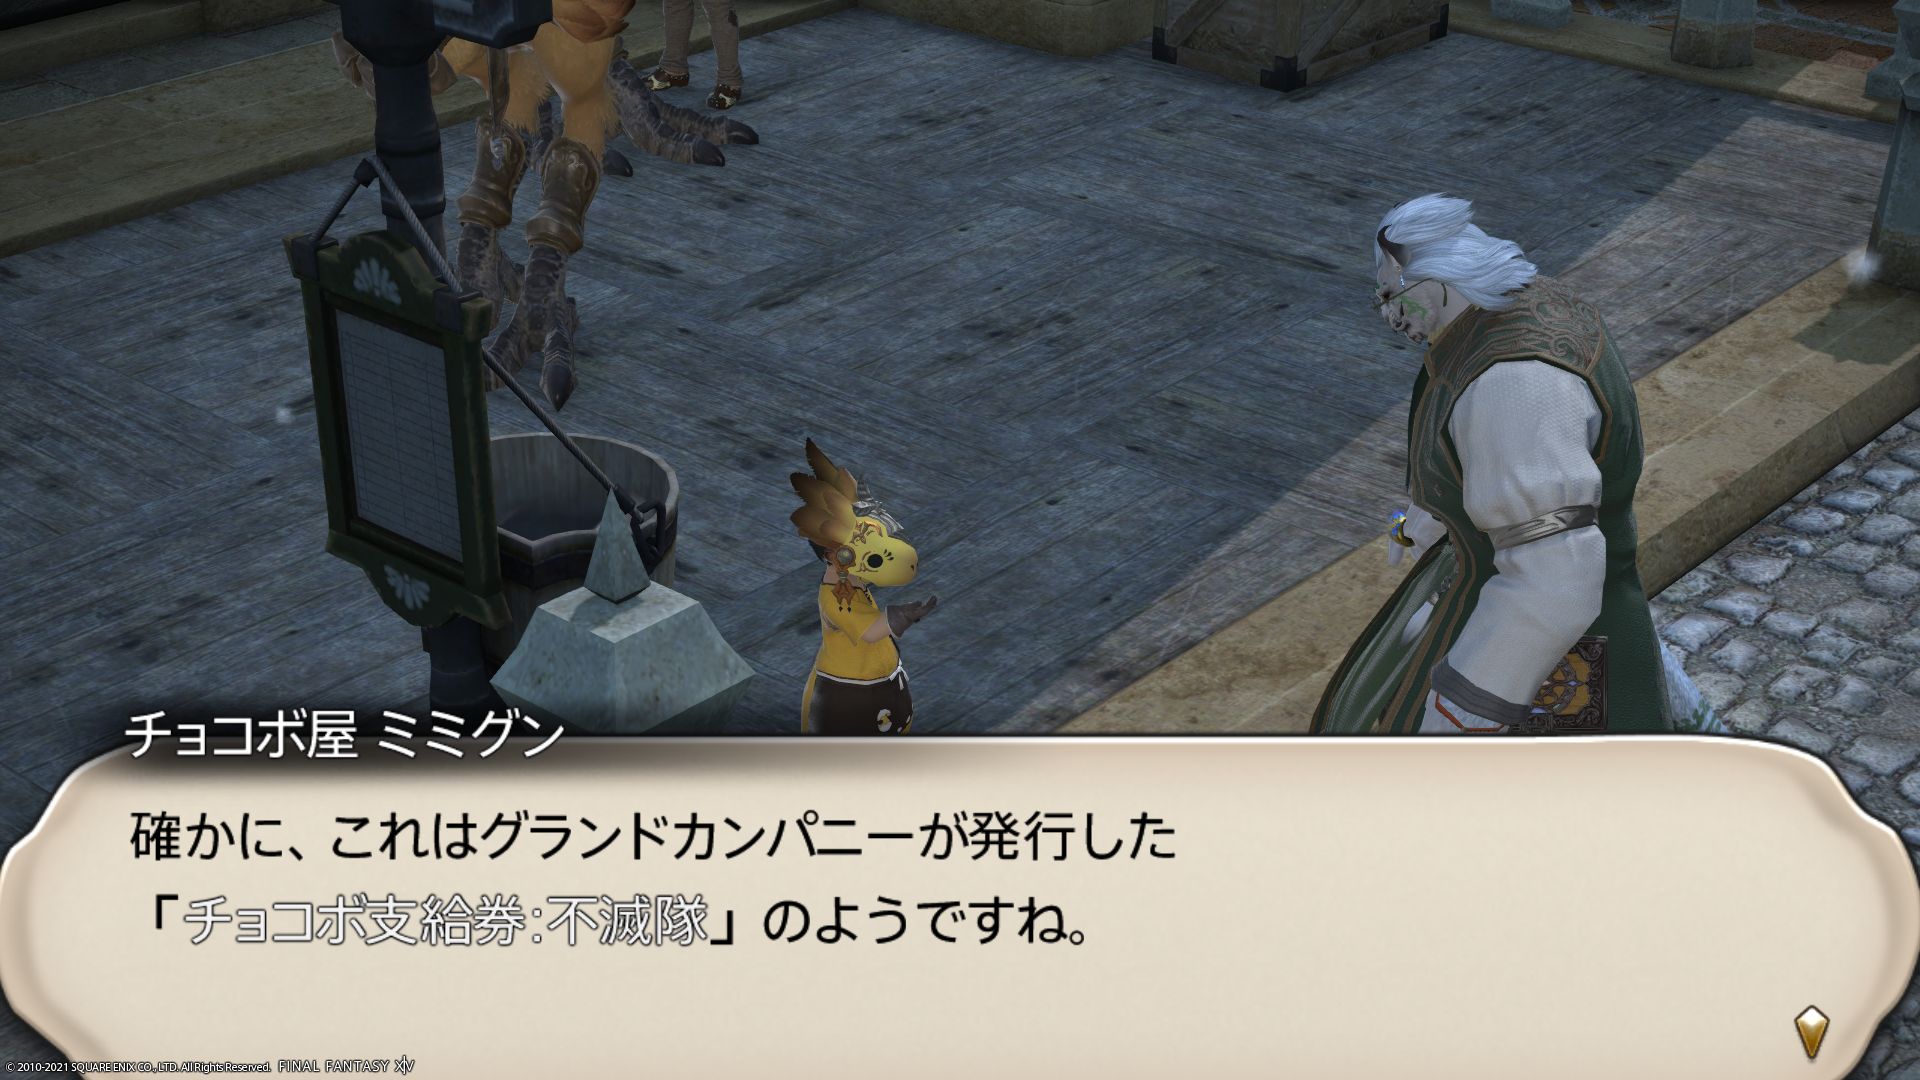 チョコボ屋 ミミグン
確かに、これはグランドカンパニーが発行した
「チョコボ支給券:不滅隊」のようですね。
© 2010-2021 SQUARE ENIX CO., LTD. All Rights Reserved. FINAL FANTASY XIV